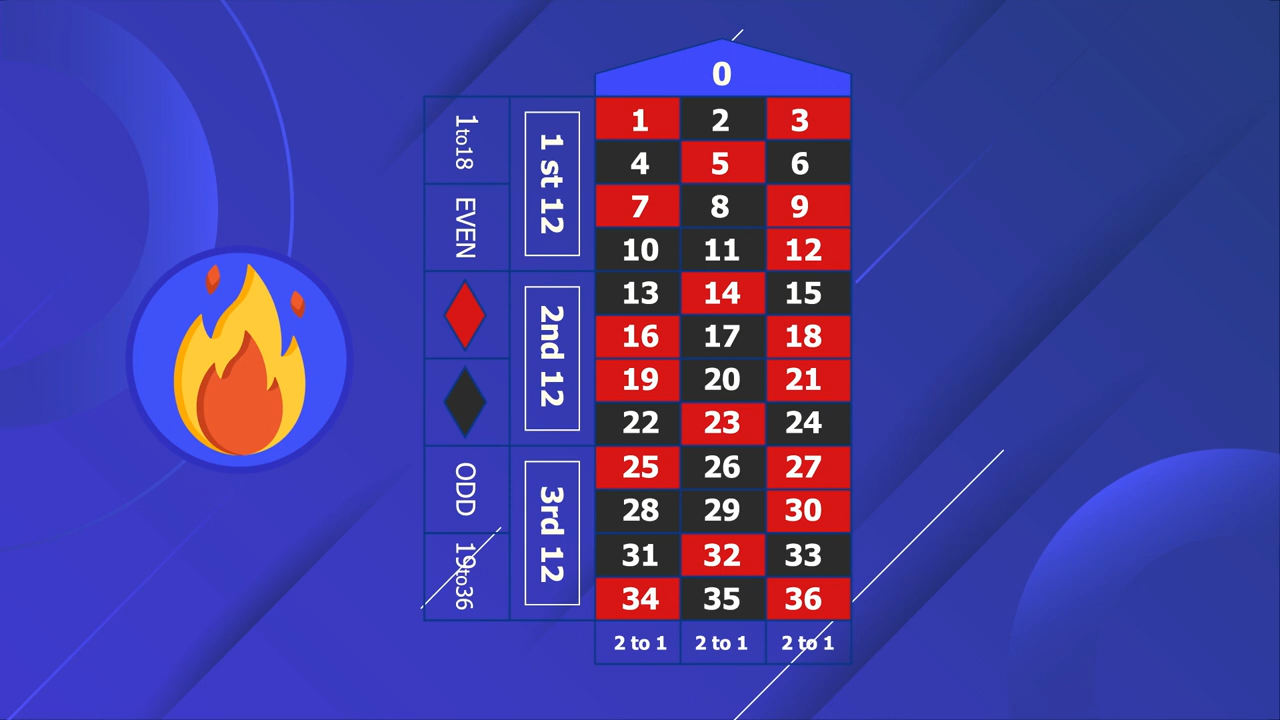 0
1 2 3
4 5 6
7 8 9
10 11 12
13 14 15
16 17 18
19 20 21
22 23 24
25 26 27
28 29 30
31 32 33
34 35 36
2 to 1 2 to 1 2 to 1
1 st 12
2nd 12
3rd 12
1to18
EVEN
ODD
19to36